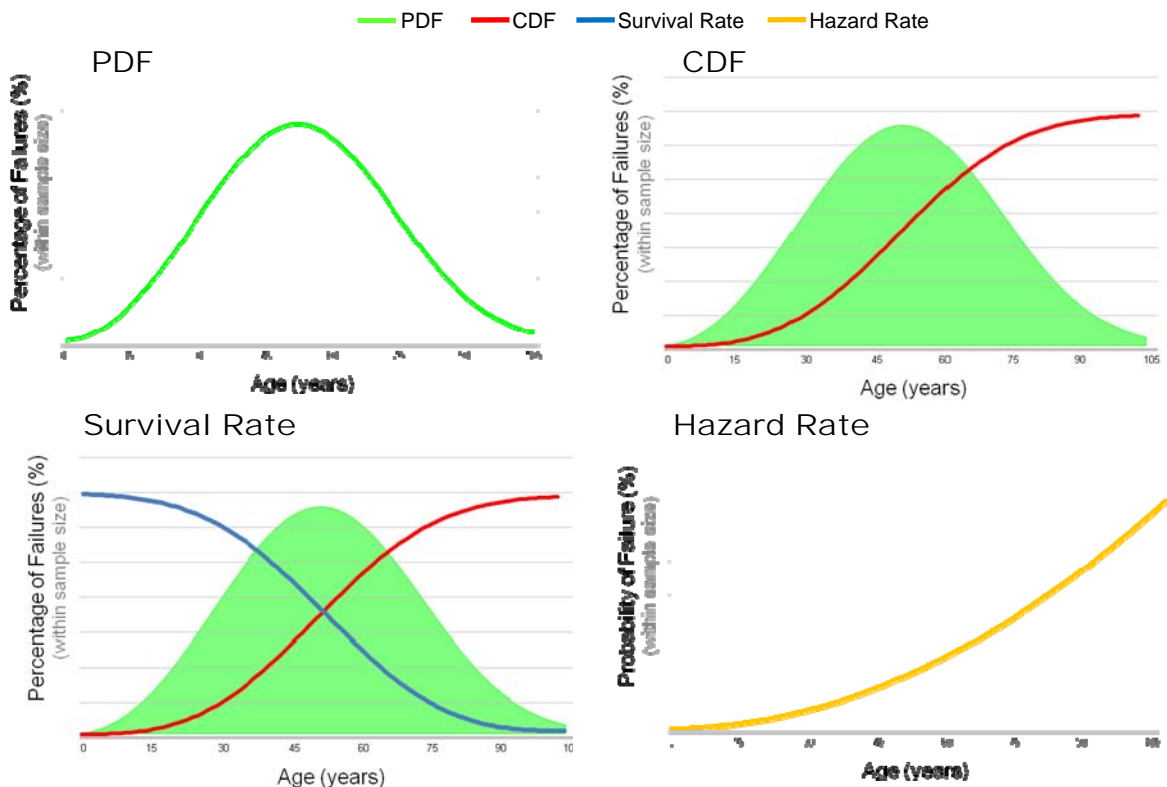 PDF CDF Survival Rate Hazard Rate
PDF
Percentage of Failures (%)
(within sample size)
Age (years)
CDF
Percentage of Failures (%)
(within sample size)
0 15 30 45 60 75 90 105
Age (years)
Survival Rate
Percentage of Failures (%)
(within sample size)
0 15 30 45 60 75 90
Age (years)
Hazard Rate
Probability of Failure (%)
(within sample size)
Age (years)